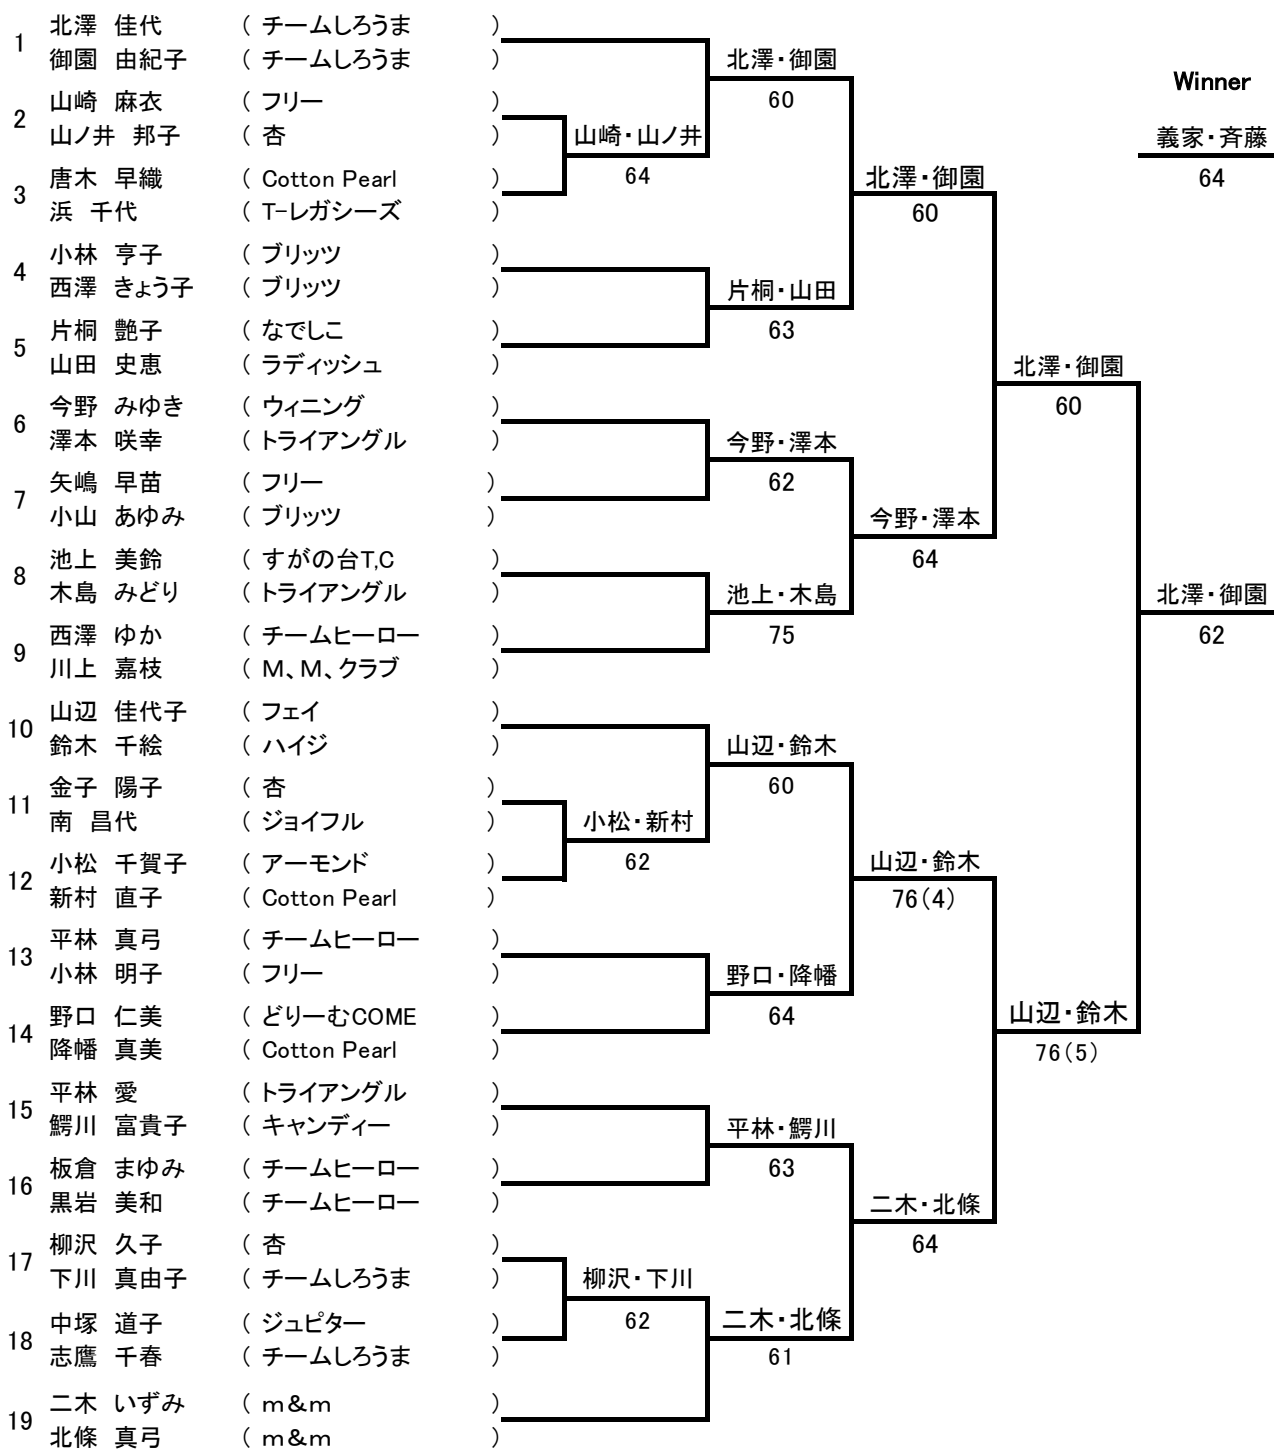 1 北澤 佳代 ( チームしろうま )
御園 由紀子 ( チームしろうま )
北澤・御園
60
Winner
2 山崎 麻衣 ( フリー )
山ノ井 邦子 ( 杏 )
山崎・山ノ井
64
義家・斉藤
64
3 唐木 早織 ( Cotton Pearl )
浜 千代 ( T-レガシーズ )
北澤・御園
60
4 小林 亨子 ( ブリッツ )
西澤 きょう子 ( ブリッツ )
片桐・山田
63
5 片桐 艶子 ( なでしこ )
山田 史恵 ( ラディッシュ )
北澤・御園
60
6 今野 みゆき ( ウィニング )
澤本 咲幸 ( トライアングル )
今野・澤本
62
7 矢嶋 早苗 ( フリー )
小山 あゆみ ( ブリッツ )
今野・澤本
64
8 池上 美鈴 ( すがの台T,C )
木島 みどり ( トライアングル )
池上・木島
75
北澤・御園
62
9 西澤 ゆか ( チームヒーロー )
川上 嘉枝 ( M、M、クラブ )
10 山辺 佳代子 ( フェイ )
鈴木 千絵 ( ハイジ )
山辺・鈴木
60
11 金子 陽子 ( 杏 )
南 昌代 ( ジョイフル )
小松・新村
62
12 小松 千賀子 ( アーモンド )
新村 直子 ( Cotton Pearl )
山辺・鈴木
76(4)
13 平林 真弓 ( チームヒーロー )
小林 明子 ( フリー )
野口・降幡
64
14 野口 仁美 ( どりーむCOME )
降幡 真美 ( Cotton Pearl )
山辺・鈴木
76(5)
15 平林 愛 ( トライアングル )
鰐川 富貴子 ( キャンディー )
平林・鰐川
63
16 板倉 まゆみ ( チームヒーロー )
黒岩 美和 ( チームヒーロー )
二木・北條
64
17 柳沢 久子 ( 杏 )
下川 真由子 ( チームしろうま )
柳沢・下川
62
18 中塚 道子 ( ジュピター )
志鷹 千春 ( チームしろうま )
二木・北條
61
19 二木 いずみ ( m&m )
北條 真弓 ( m&m )